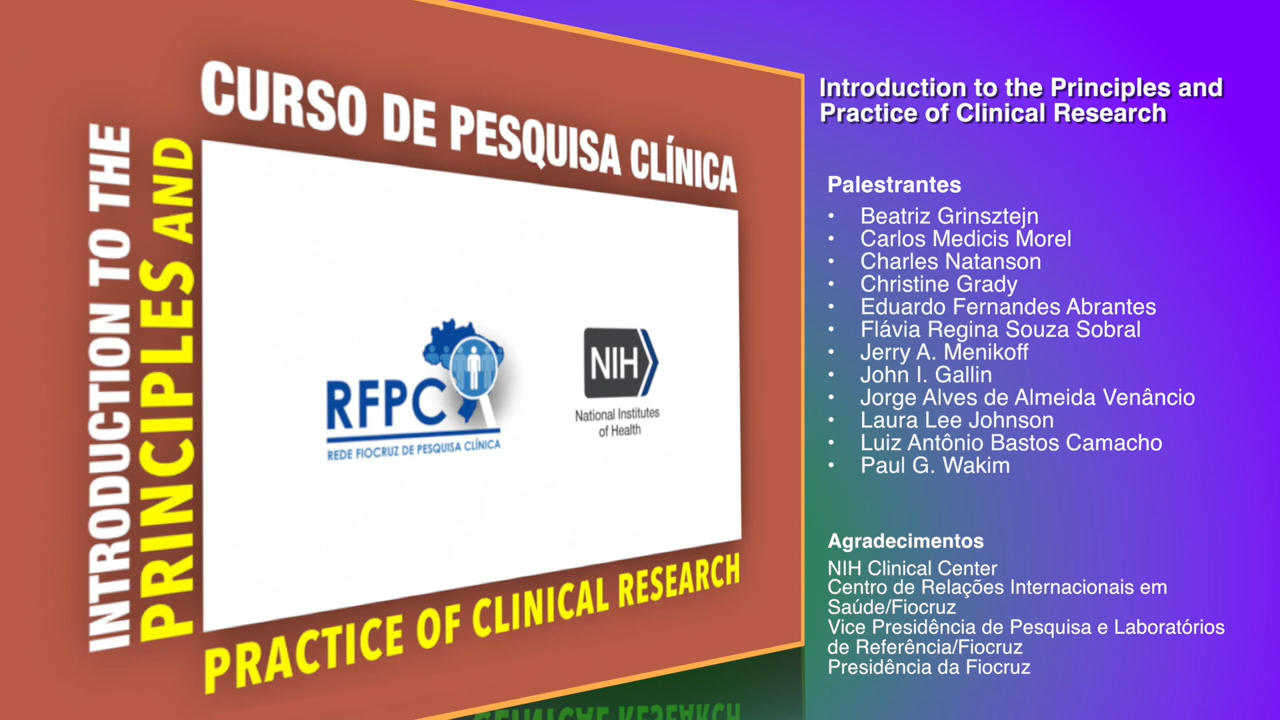 CURSO DE PESQUISA CLÍNICA
INTRODUCTION TO THE
PRINCIPLES AND
PRACTICE OF CLINICAL RESEARCH
RFPC
REDE FIOCRUZ DE PESQUISA CLÍNICA
NIH
National Institutes
of Health
Introduction to the Principles and
Practice of Clinical Research
Palestrantes
• Beatriz Grinsztejn
• Carlos Medicis Morel
• Charles Natanson
• Christine Grady
• Eduardo Fernandes Abrantes
• Flávia Regina Souza Sobral
• Jerry A. Menikoff
• John I. Gallin
• Jorge Alves de Almeida Venâncio
• Laura Lee Johnson
• Luiz Antônio Bastos Camacho
• Paul G. Wakim
Agradecimentos
NIH Clinical Center
Centro de Relações Internacionais em
Saúde/Fiocruz
Vice Presidência de Pesquisa e Laboratórios
de Referência/Fiocruz
Presidência da Fiocruz